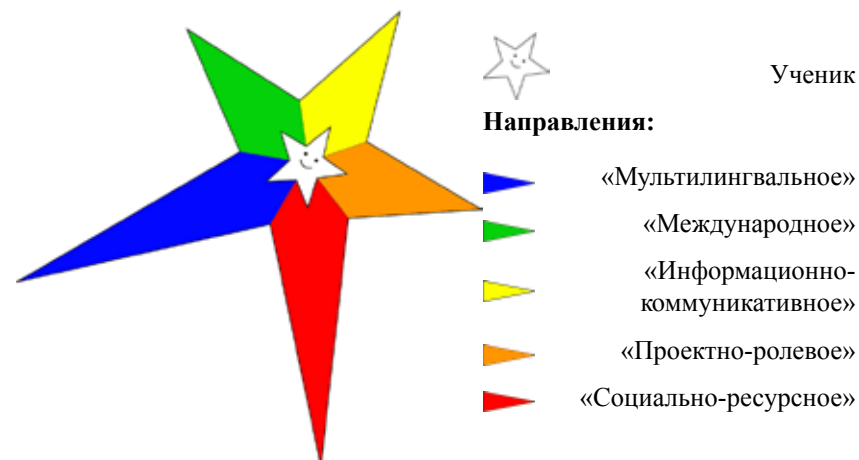 Ученик
Направления:
«Мультилингвальное»
«Международное»
«Информационно-
коммуникативное»
«Проектно-ролевое»
«Социально-ресурсное»